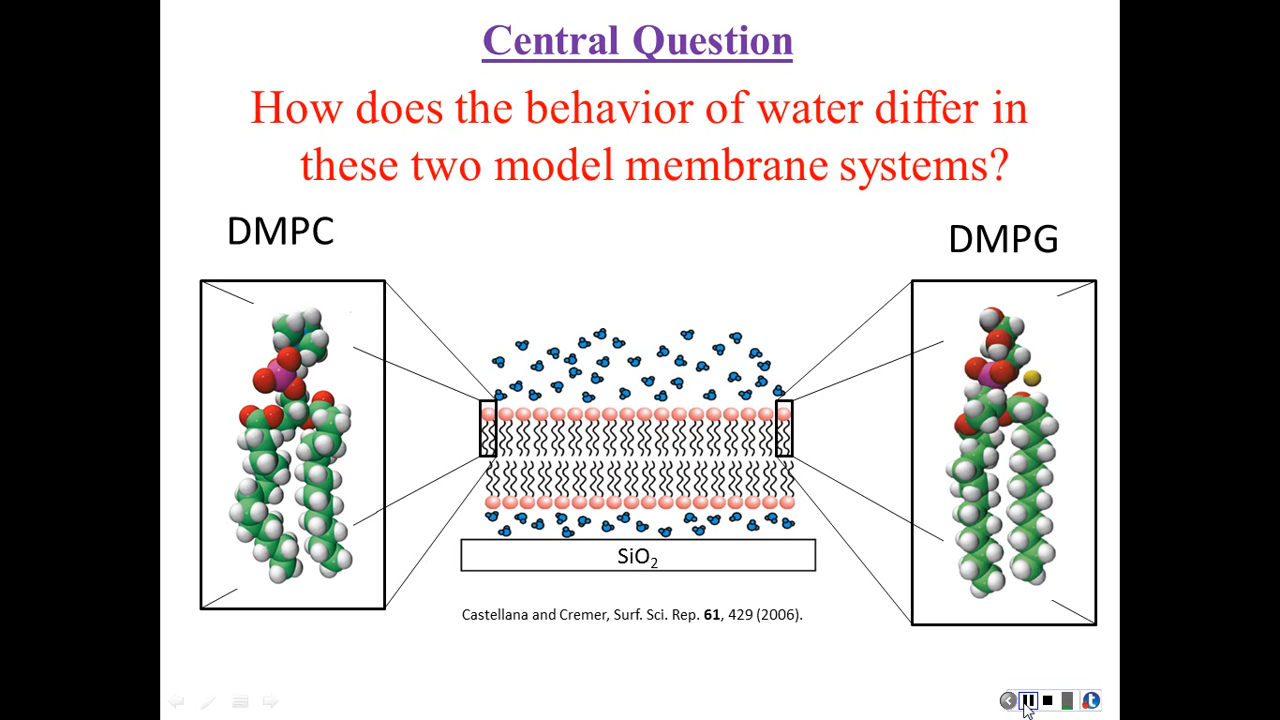 Central Question
How does the behavior of water differ in
these two model membrane systems?
DMPC
DMPG
SiO₂
Castellana and Cremer, Surf. Sci. Rep. 61, 429 (2006).